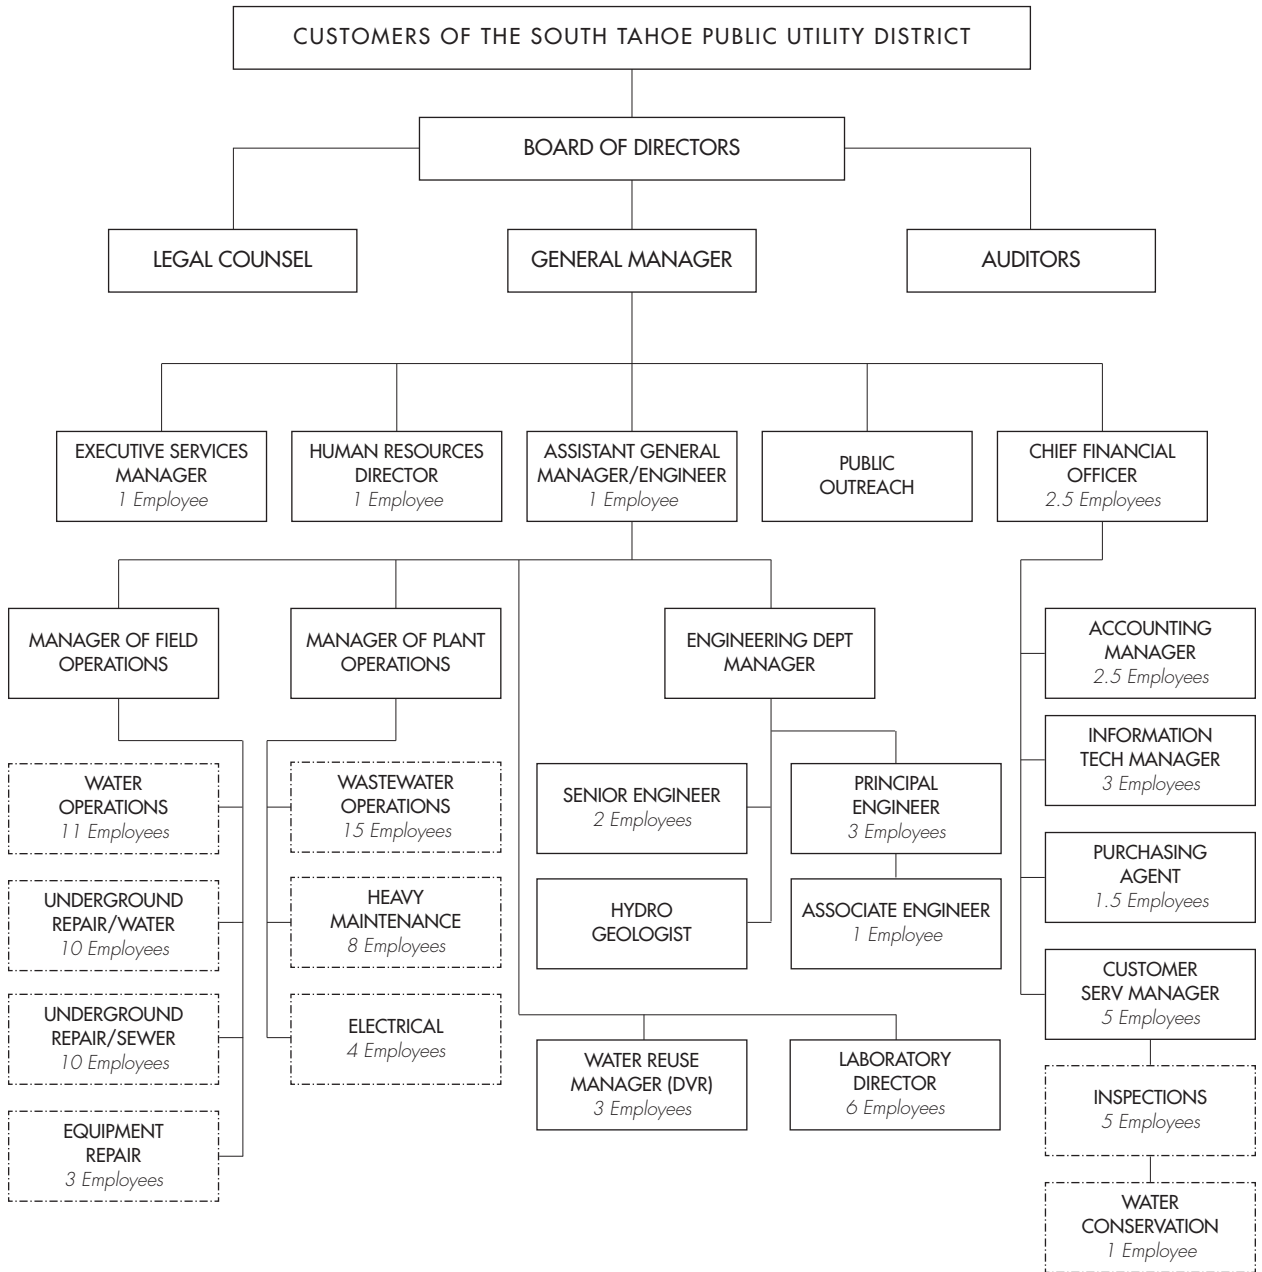 CUSTOMERS OF THE SOUTH TAHOE PUBLIC UTILITY DISTRICT
BOARD OF DIRECTORS
LEGAL COUNSEL
GENERAL MANAGER
AUDITORS
EXECUTIVE SERVICES
MANAGER
1 Employee
HUMAN RESOURCES
DIRECTOR
1 Employee
ASSISTANT GENERAL
MANAGER/ENGINEER
1 Employee
PUBLIC
OUTREACH
CHIEF FINANCIAL
OFFICER
2.5 Employees
MANAGER OF FIELD
OPERATIONS
MANAGER OF PLANT
OPERATIONS
ENGINEERING DEPT
MANAGER
ACCOUNTING
MANAGER
2.5 Employees
INFORMATION
TECH MANAGER
3 Employees
WATER
OPERATIONS
11 Employees
WASTEWATER
OPERATIONS
15 Employees
SENIOR ENGINEER
2 Employees
PRINCIPAL
ENGINEER
3 Employees
PURCHASING
AGENT
1.5 Employees
UNDERGROUND
REPAIR/WATER
10 Employees
HEAVY
MAINTENANCE
8 Employees
HYDRO
GEOLOGIST
ASSOCIATE ENGINEER
1 Employee
CUSTOMER
SERV MANAGER
5 Employees
UNDERGROUND
REPAIR/SEWER
10 Employees
ELECTRICAL
4 Employees
WATER REUSE
MANAGER (DVR)
3 Employees
LABORATORY
DIRECTOR
6 Employees
INSPECTIONS
5 Employees
EQUIPMENT
REPAIR
3 Employees
WATER
CONSERVATION
1 Employee